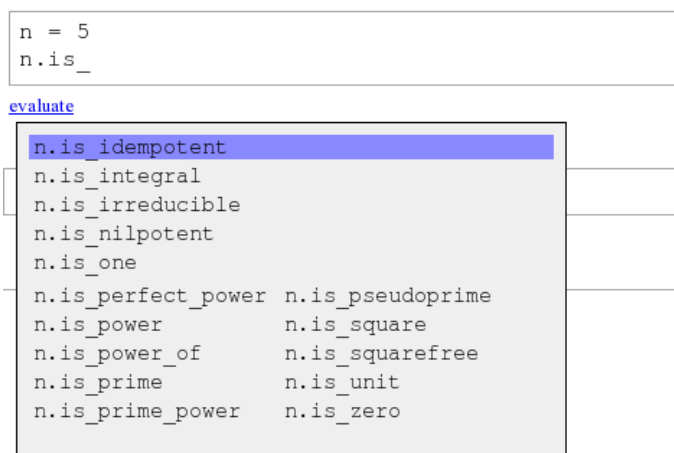 n = 5
n.is_
evaluate
n.is_idempotent
n.is_integral
n.is_irreducible
n.is_nilpotent
n.is_one
n.is_perfect_power n.is_pseudoprime
n.is_power n.is_square
n.is_power_of n.is_squarefree
n.is_prime n.is_unit
n.is_prime_power n.is_zero